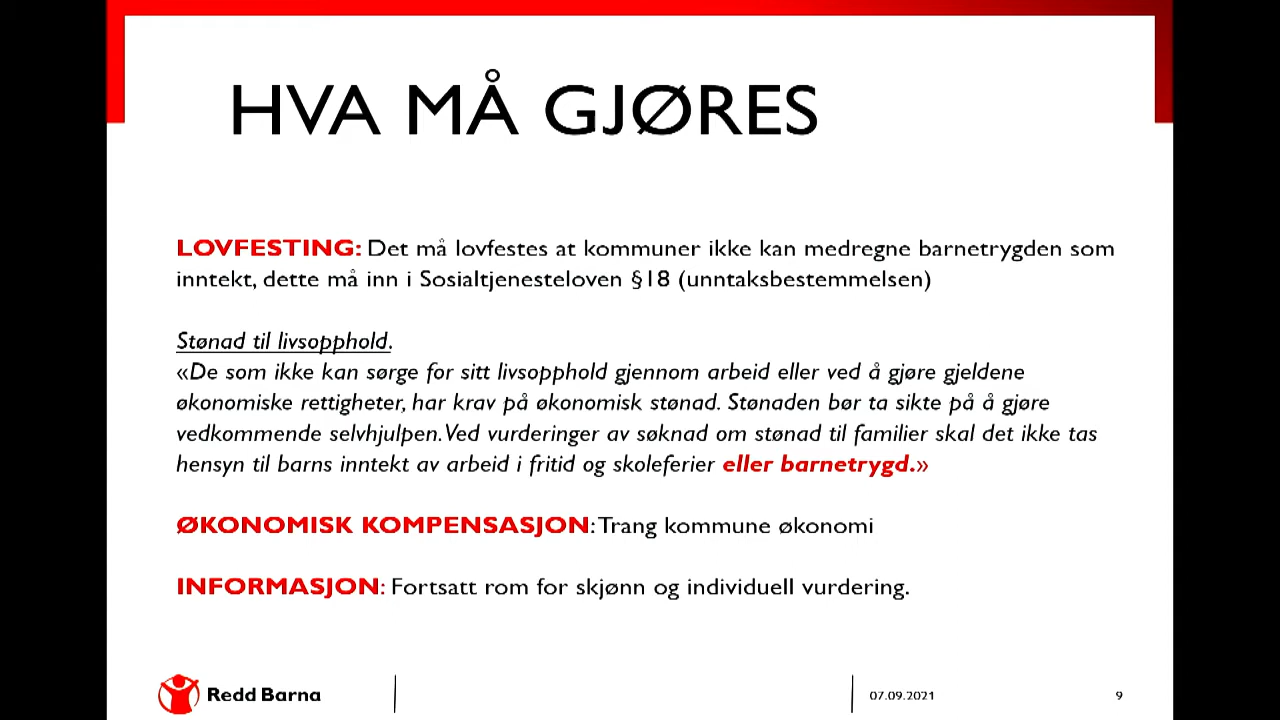 HVA MÅ GJØRES
LOVFESTING: Det må lovfestes at kommuner ikke kan medregne barnetrygden som
inntekt, dette må inn i Sosialtjenesteloven §18 (unntaksbestemmelsen)
Stønad til livsopphold.
«De som ikke kan sørge for sitt livsopphold gjennom arbeid eller ved å gjøre gjeldene
økonomiske rettigheter, har krav på økonomisk stønad. Stønaden bør ta sikte på å gjøre
vedkommende selvhjulpen. Ved vurderinger av søknad om stønad til familier skal det ikke tas
hensyn til barns inntekt av arbeid i fritid og skoleferier eller barnetrygd.»
ØKONOMISK KOMPENSASJON: Trang kommune økonomi
INFORMASJON: Fortsatt rom for skjønn og individuell vurdering.
Redd Barna
07.09.2021
9